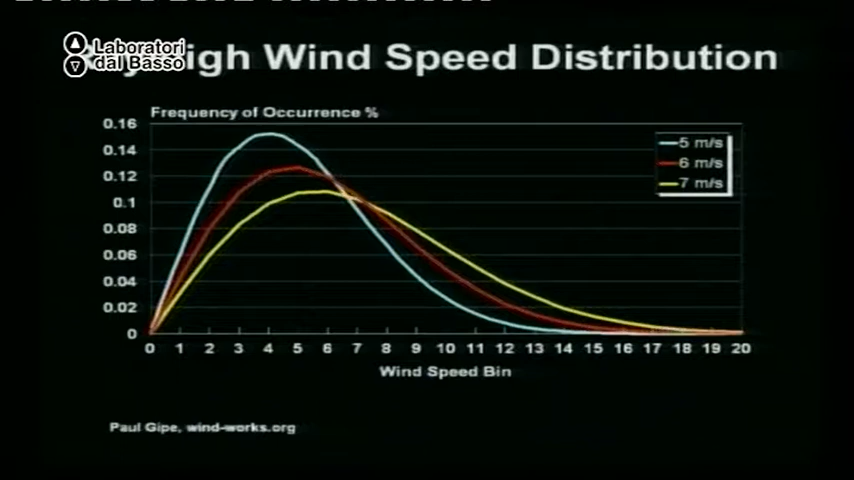 Laboratori
dal Basso
Rayleigh Wind Speed Distribution
Frequency of Occurrence %
0.16
0.14
0.12
0.1
0.08
0.06
0.04
0.02
0
5 m/s
6 m/s
7 m/s
0 1 2 3 4 5 6 7 8 9 10 11 12 13 14 15 16 17 18 19 20
Wind Speed Bin
Paul Gipe, wind-works.org